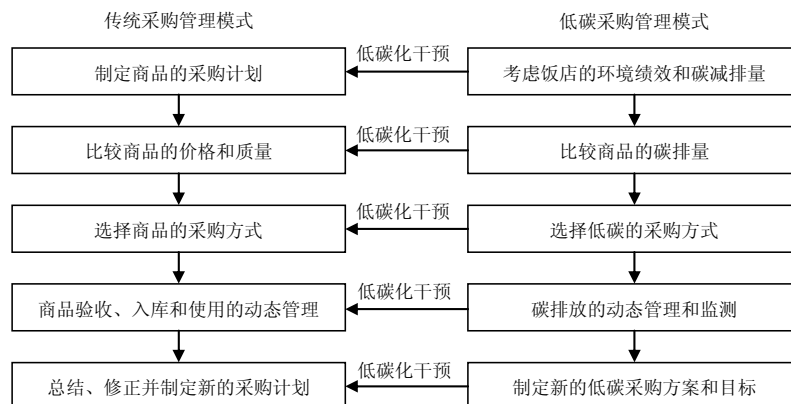 传统采购管理模式
低碳采购管理模式
制定商品的采购计划
低碳化干预
考虑饭店的环境绩效和碳减排量
比较商品的价格和质量
低碳化干预
比较商品的碳排量
选择商品的采购方式
低碳化干预
选择低碳的采购方式
商品验收、入库和使用的动态管理
低碳化干预
碳排放的动态管理和监测
总结、修正并制定新的采购计划
低碳化干预
制定新的低碳采购方案和目标